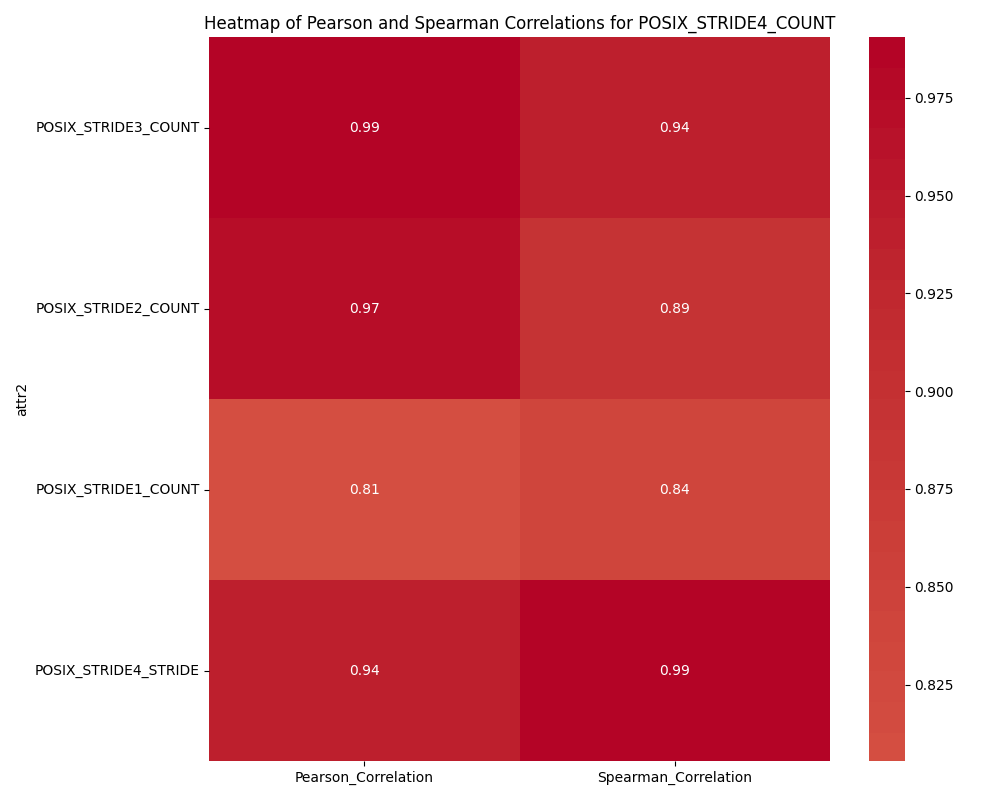 Heatmap of Pearson and Spearman Correlations for POSIX_STRIDE4_COUNT
attr2
POSIX_STRIDE3_COUNT
0.99
0.94
POSIX_STRIDE2_COUNT
0.97
0.89
POSIX_STRIDE1_COUNT
0.81
0.84
POSIX_STRIDE4_STRIDE
0.94
0.99
Pearson_Correlation
Spearman_Correlation
0.975
0.950
0.925
0.900
0.875
0.850
0.825